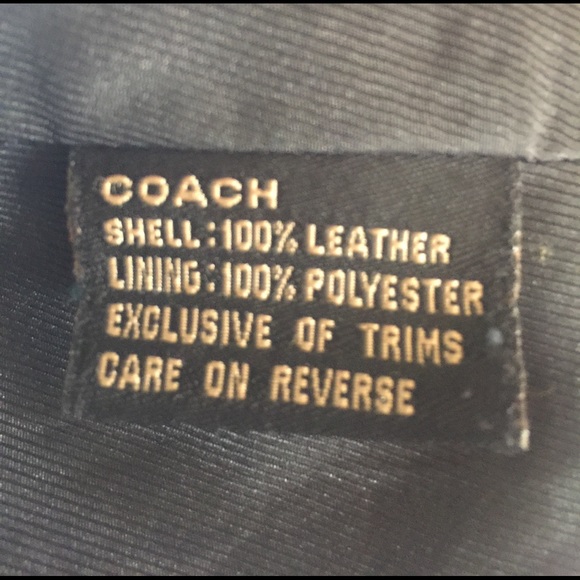 COACH
SHELL:100% LEATHER
LINING:100% POLYESTER
EXCLUSIVE OF TRIMS
CARE ON REVERSE